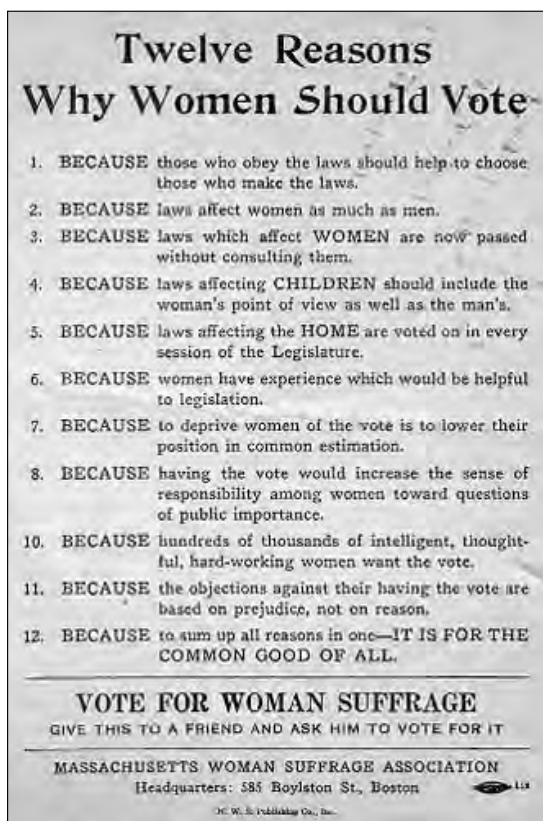 Twelve Reasons
Why Women Should Vote
1. BECAUSE those who obey the laws should help to choose
those who make the laws.
2. BECAUSE laws affect women as much as men.
3. BECAUSE laws which affect WOMEN are now passed
without consulting them.
4. BECAUSE laws affecting CHILDREN should include the
woman's point of view as well as the man's.
5. BECAUSE laws affecting the HOME are voted on in every
session of the Legislature.
6. BECAUSE women have experience which would be helpful
to legislation.
7. BECAUSE to deprive women of the vote is to lower their
position in common estimation.
8. BECAUSE having the vote would increase the sense of
responsibility among women toward questions
of public importance.
10. BECAUSE hundreds of thousands of intelligent, thought-
ful, hard-working women want the vote.
11. BECAUSE the objections against their having the vote are
based on prejudice, not on reason.
12. BECAUSE to sum up all reasons in one—IT IS FOR THE
COMMON GOOD OF ALL.
VOTE FOR WOMAN SUFFRAGE
GIVE THIS TO A FRIEND AND ASK HIM TO VOTE FOR IT
MASSACHUSETTS WOMAN SUFFRAGE ASSOCIATION
Headquarters: 585 Boylston St., Boston
Publishing Co., Inc.